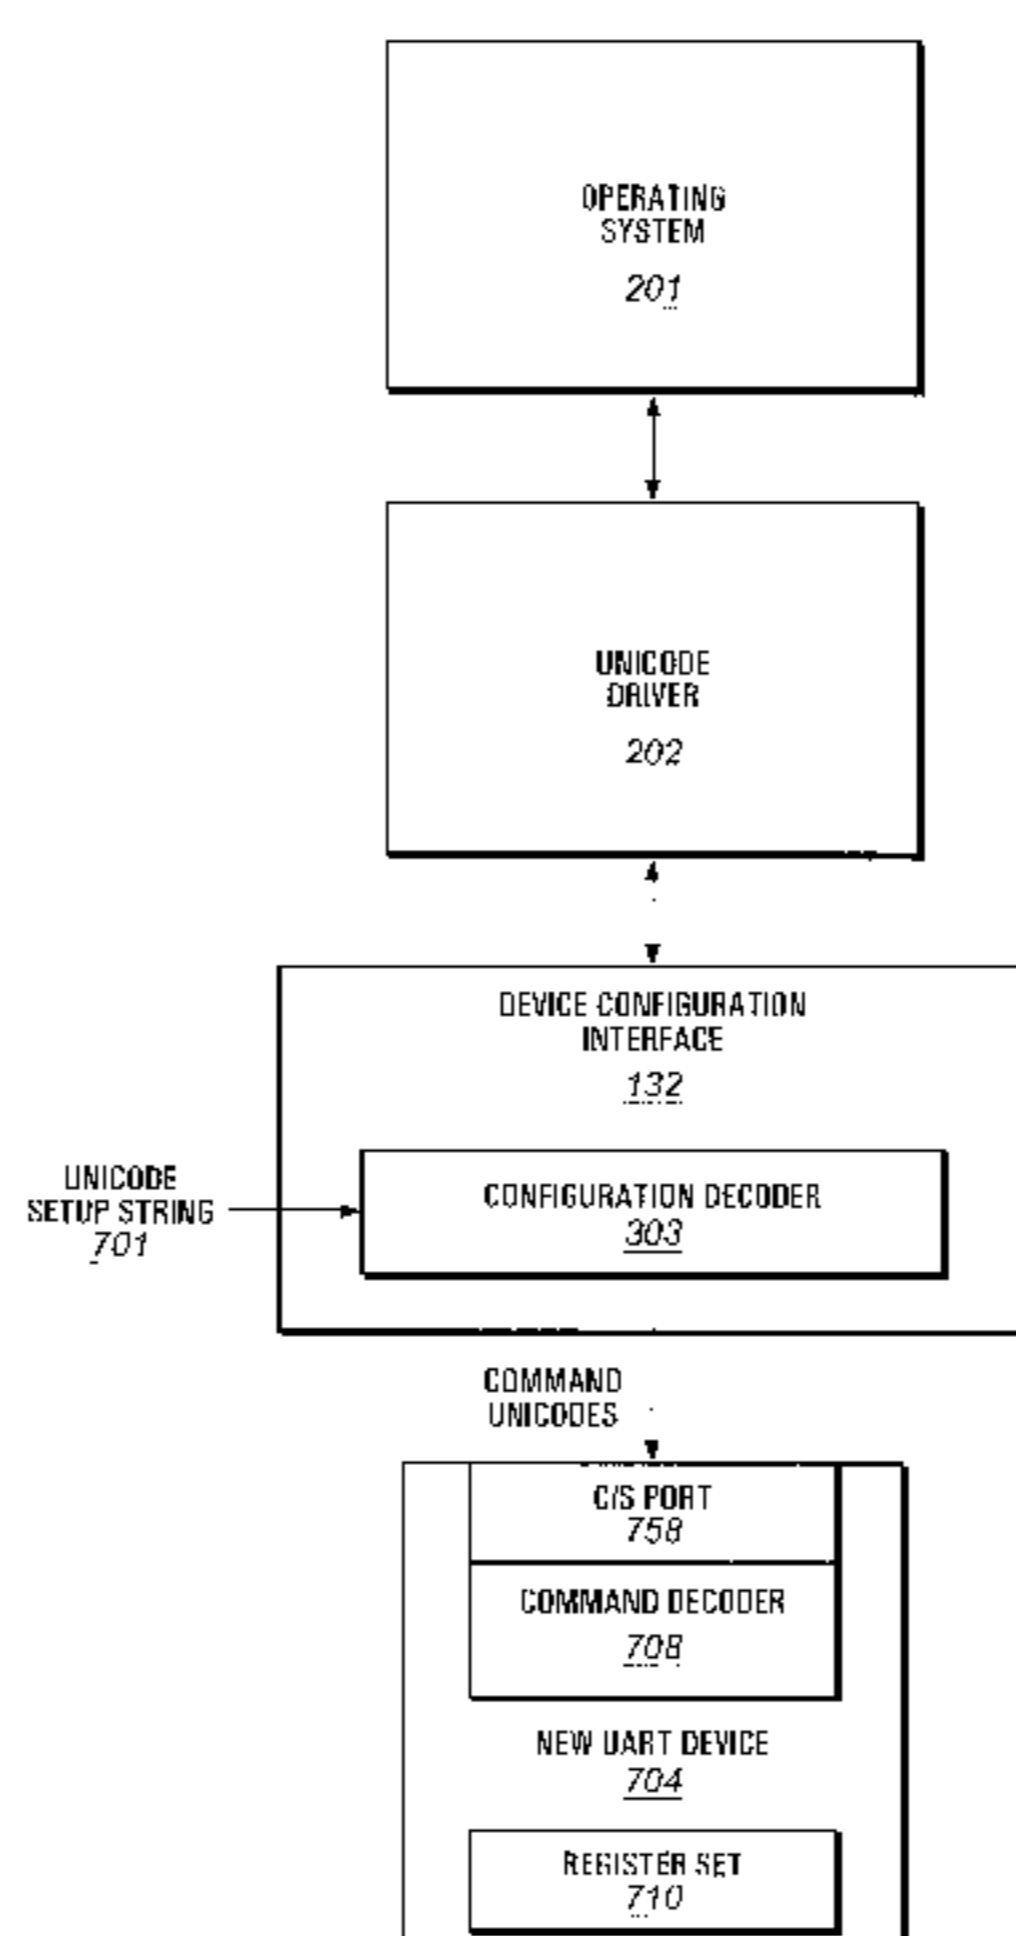 OPERATING
SYSTEM
201
UNICODE
DRIVER
202
DEVICE CONFIGURATION
INTERFACE
132
UNICODE
SETUP STRING
701
CONFIGURATION DECODER
303
COMMAND
UNICODES
C/S PORT
758
COMMAND DECODER
708
NEW UART DEVICE
704
REGISTER SET
710